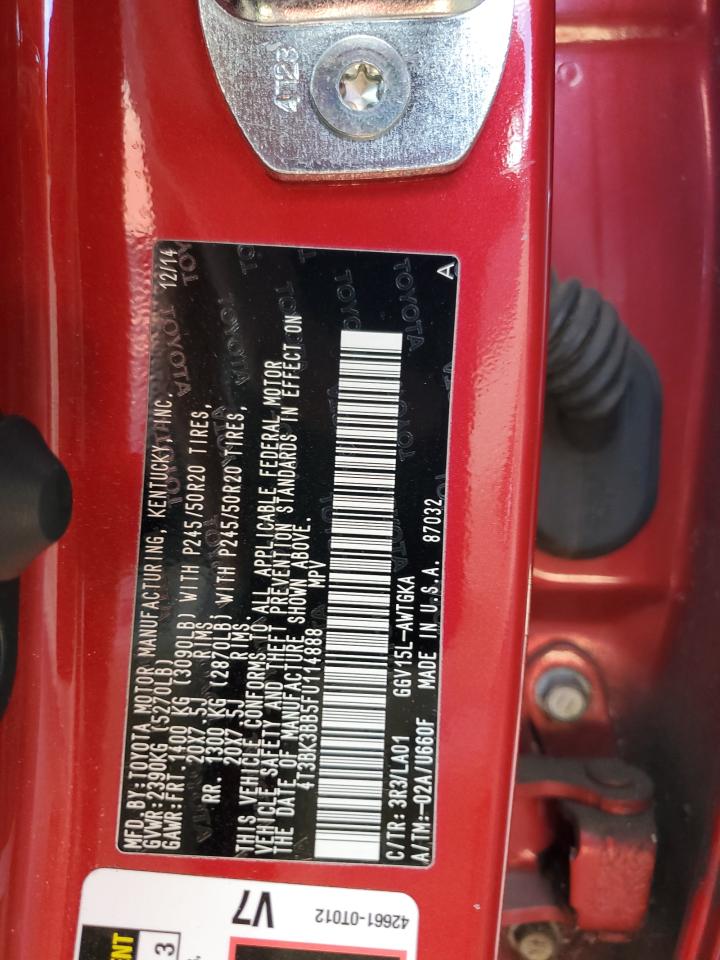 4T23
MFD.BY:TOYOTA MOTOR MANUFACTURING, KENTUCKY, INC. 12/14
GVWR:2390KG (5270LB)
GAWR:FRT.1400 KG (3090LB) WITH P245/50R20 TIRES,
20X7.5J RIMS
RR. 1300 KG (2870LB) WITH P245/50R20 TIRES,
20X7.5J RIMS.
THIS VEHICLE CONFORMS TO ALL APPLICABLE FEDERAL MOTOR
VEHICLE SAFETY AND THEFT PREVENTION STANDARDS IN EFFECT ON
THE DATE OF MANUFACTURE SHOWN ABOVE.
4T3BK3BB5FU114888 MPV
C/TR: 3R3/LA01 GGV15L-AWTGKA
A/TM:-02A/U660F MADE IN U.S.A. 87032 A
TOYOTA
V7
42661-0T012
3